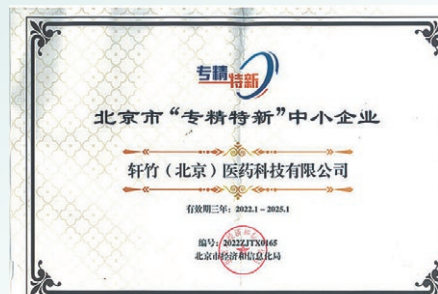 专精特新
北京市“专精特新”中小企业
轩竹（北京）医药科技有限公司
有效期三年：2022.1－2025.1
编号：2022ZJTX0165
北京市经济和信息化局